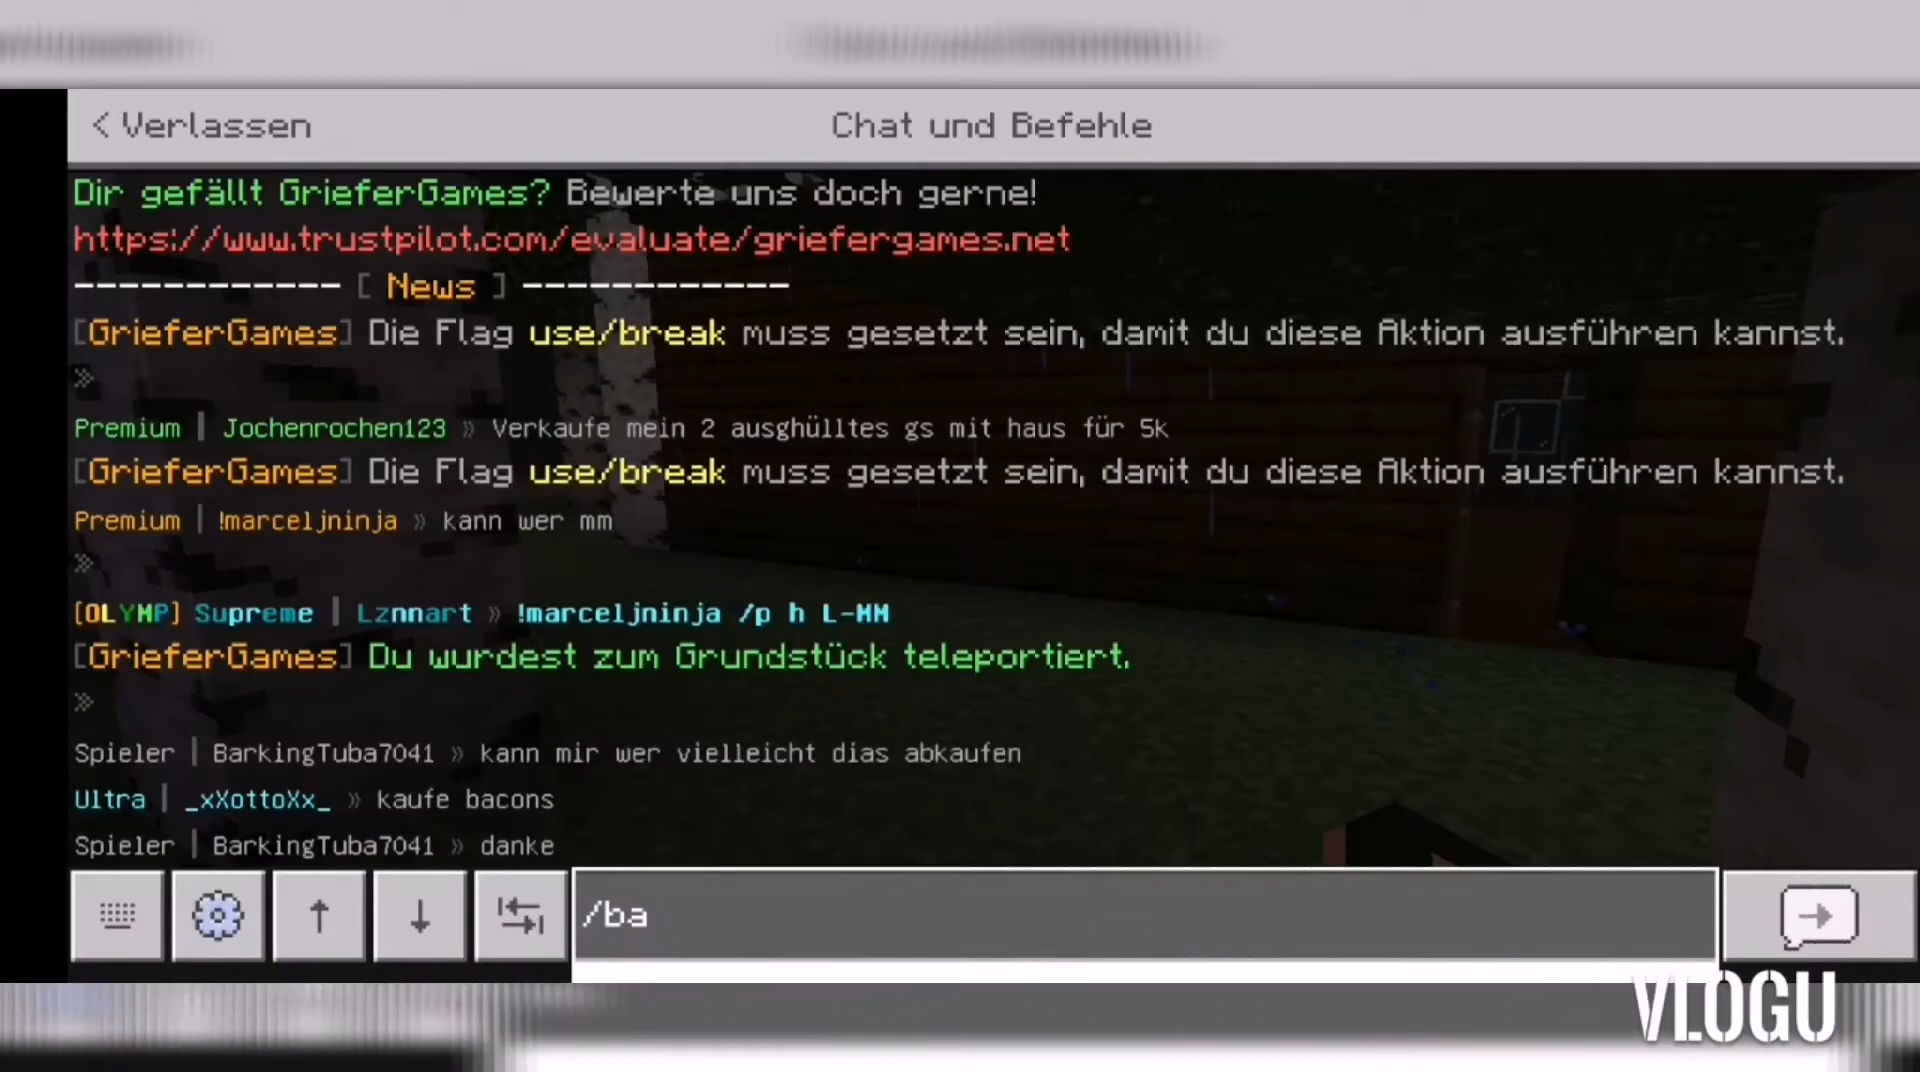 < Verlassen
Chat und Befehle
Dir gefällt GrieferGames? Bewerte uns doch gerne!
https://www.trustpilot.com/evaluate/griefergames.net
------------ [ News ] ------------
[GrieferGames] Die Flag use/break muss gesetzt sein, damit du diese Aktion ausführen kannst.
»
Premium | Jochenrochen123 » Verkaufe mein 2 ausghülltes gs mit haus für 5k
[GrieferGames] Die Flag use/break muss gesetzt sein, damit du diese Aktion ausführen kannst.
Premium | !marceljninja » kann wer mm
»
[OLYMP] Supreme | Lznnart » !marceljninja /p h L-MM
[GrieferGames] Du wurdest zum Grundstück teleportiert.
»
Spieler | BarkingTuba7041 » kann mir wer vielleicht dias abkaufen
Ultra | _xXottoXx_ » kaufe bacons
Spieler | BarkingTuba7041 » danke
/ba
VLOGU